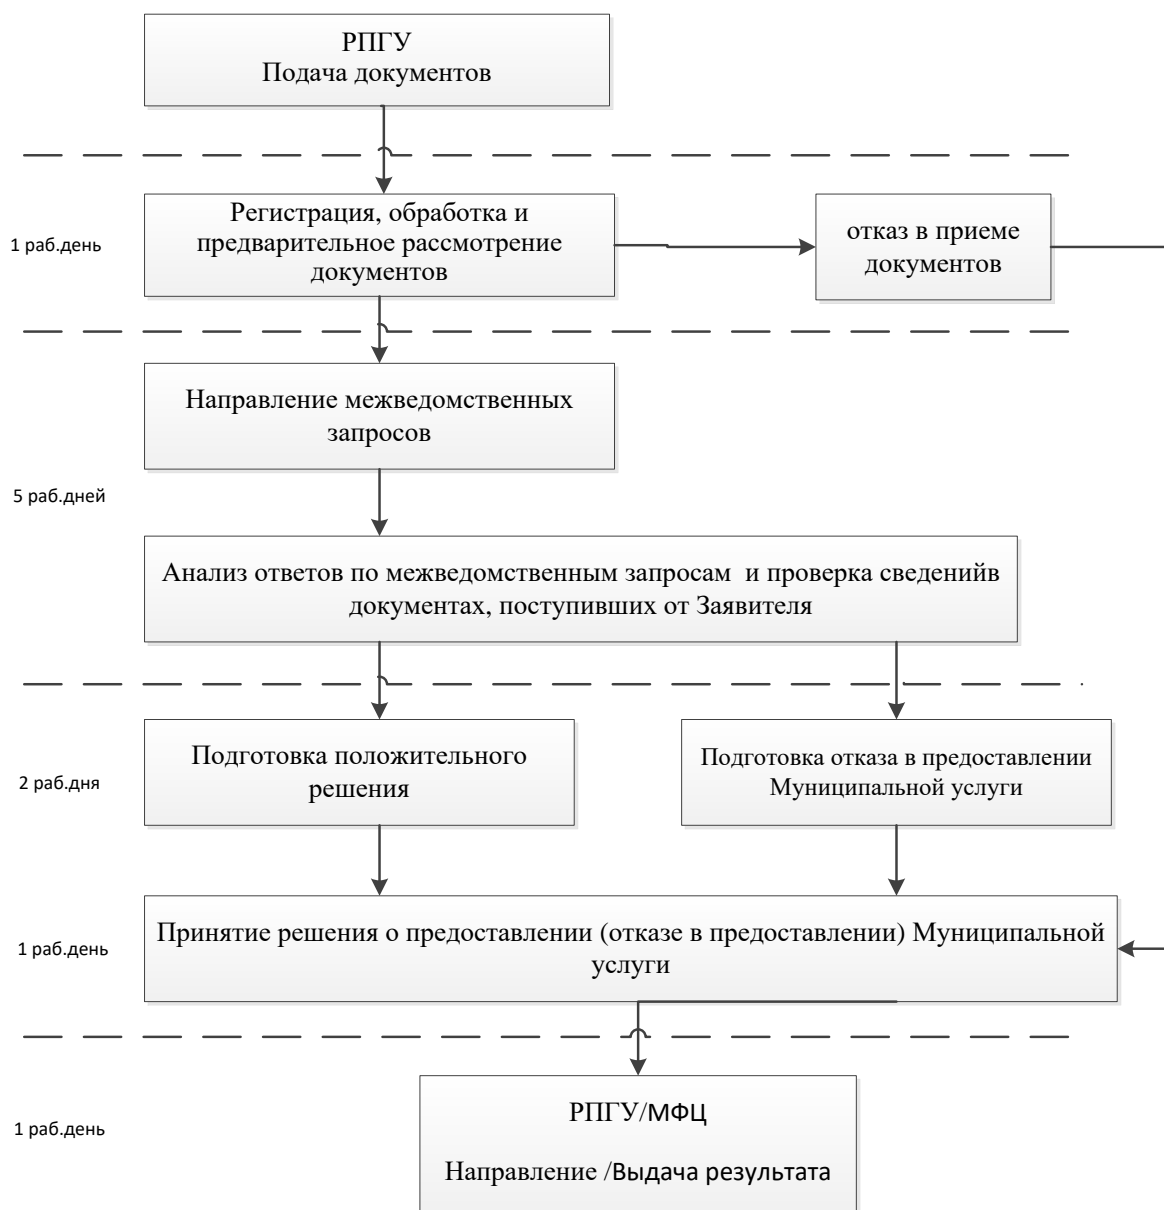 РПГУ
Подача документов
1 раб.день
Регистрация, обработка и
предварительное рассмотрение
документов
отказ в приеме
документов
Направление межведомственных
запросов
5 раб.дней
Анализ ответов по межведомственным запросам и проверка сведенийв
документах, поступивших от Заявителя
2 раб.дня
Подготовка положительного
решения
Подготовка отказа в предоставлении
Муниципальной услуги
1 раб.день
Принятие решения о предоставлении (отказе в предоставлении) Муниципальной
услуги
1 раб.день
РПГУ/МФЦ
Направление /Выдача результата